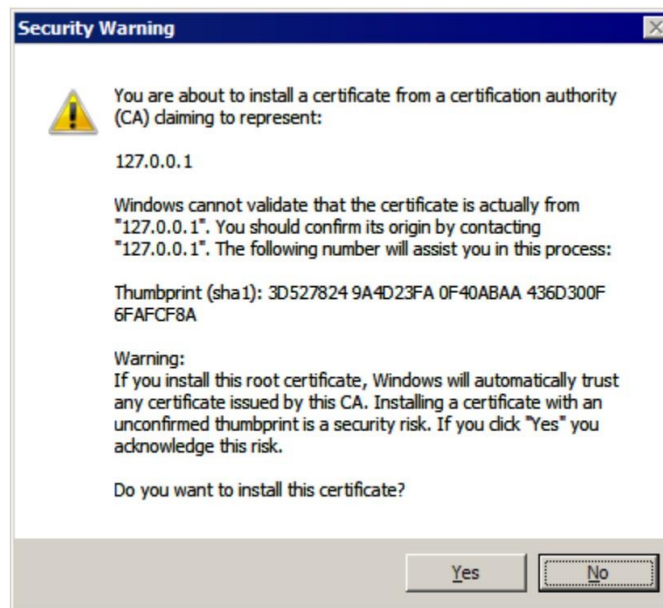 Security Warning
You are about to install a certificate from a certification authority
(CA) claiming to represent:
127.0.0.1
Windows cannot validate that the certificate is actually from
"127.0.0.1". You should confirm its origin by contacting
"127.0.0.1". The following number will assist you in this process:
Thumbprint (sha1): 3D527824 9A4D23FA 0F40ABAA 436D300F
6FAFCF8A
Warning:
If you install this root certificate, Windows will automatically trust
any certificate issued by this CA. Installing a certificate with an
unconfirmed thumbprint is a security risk. If you click "Yes" you
acknowledge this risk.
Do you want to install this certificate?
Yes No